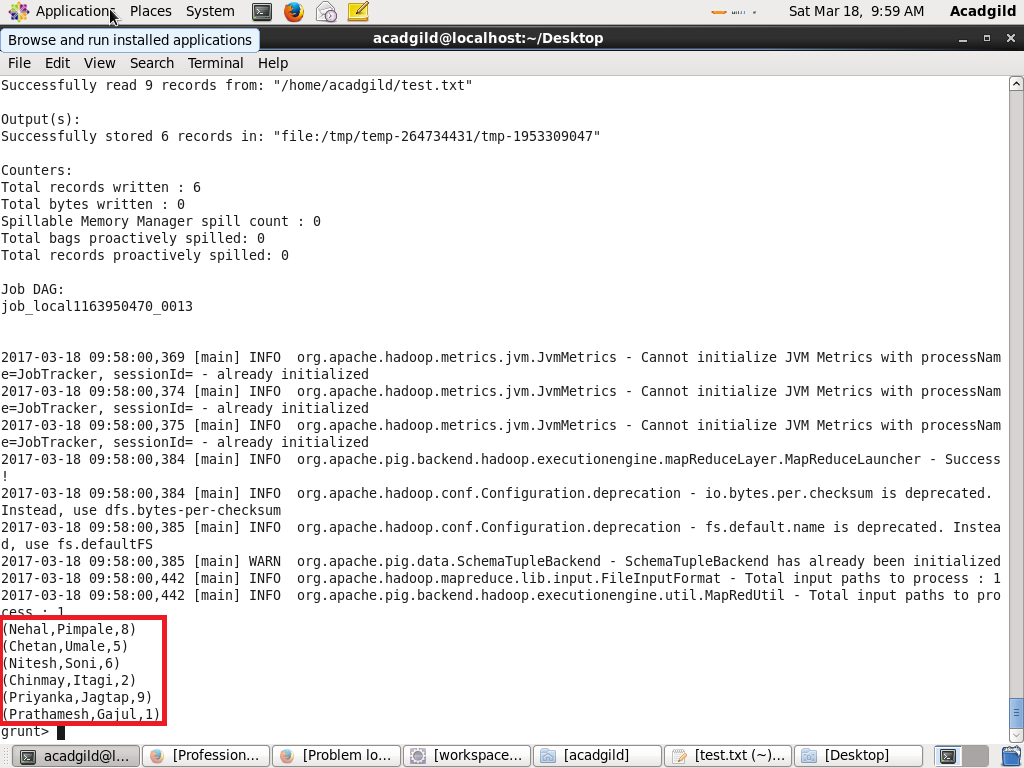 Applications Places System Sat Mar 18, 9:59 AM Acadgild
Browse and run installed applications
acadgild@localhost:~/Desktop
File Edit View Search Terminal Help
Successfully read 9 records from: "/home/acadgild/test.txt"
Output(s):
Successfully stored 6 records in: "file:/tmp/temp-264734431/tmp-1953309047"
Counters:
Total records written : 6
Total bytes written : 0
Spillable Memory Manager spill count : 0
Total bags proactively spilled: 0
Total records proactively spilled: 0
Job DAG:
job_local1163950470_0013
2017-03-18 09:58:00,369 [main] INFO  org.apache.hadoop.metrics.jvm.JvmMetrics - Cannot initialize JVM Metrics with processNam
e=JobTracker, sessionId= - already initialized
2017-03-18 09:58:00,374 [main] INFO  org.apache.hadoop.metrics.jvm.JvmMetrics - Cannot initialize JVM Metrics with processNam
e=JobTracker, sessionId= - already initialized
2017-03-18 09:58:00,375 [main] INFO  org.apache.hadoop.metrics.jvm.JvmMetrics - Cannot initialize JVM Metrics with processNam
e=JobTracker, sessionId= - already initialized
2017-03-18 09:58:00,384 [main] INFO  org.apache.pig.backend.hadoop.executionengine.mapReduceLayer.MapReduceLauncher - Success
!
2017-03-18 09:58:00,384 [main] INFO  org.apache.hadoop.conf.Configuration.deprecation - io.bytes.per.checksum is deprecated.
Instead, use dfs.bytes-per-checksum
2017-03-18 09:58:00,385 [main] INFO  org.apache.hadoop.conf.Configuration.deprecation - fs.default.name is deprecated. Instea
d, use fs.defaultFS
2017-03-18 09:58:00,385 [main] WARN  org.apache.pig.data.SchemaTupleBackend - SchemaTupleBackend has already been initialized
2017-03-18 09:58:00,442 [main] INFO  org.apache.hadoop.mapreduce.lib.input.FileInputFormat - Total input paths to process : 1
2017-03-18 09:58:00,442 [main] INFO  org.apache.pig.backend.hadoop.executionengine.util.MapRedUtil - Total input paths to pro
cess : 1
(Nehal,Pimpale,8)
(Chetan,Umale,5)
(Nitesh,Soni,6)
(Chinmay,Itagi,2)
(Priyanka,Jagtap,9)
(Prathamesh,Gajul,1)
grunt>
acadgild@l... [Profession... [Problem lo... [workspace... [acadgild] [test.txt (~)... [Desktop]